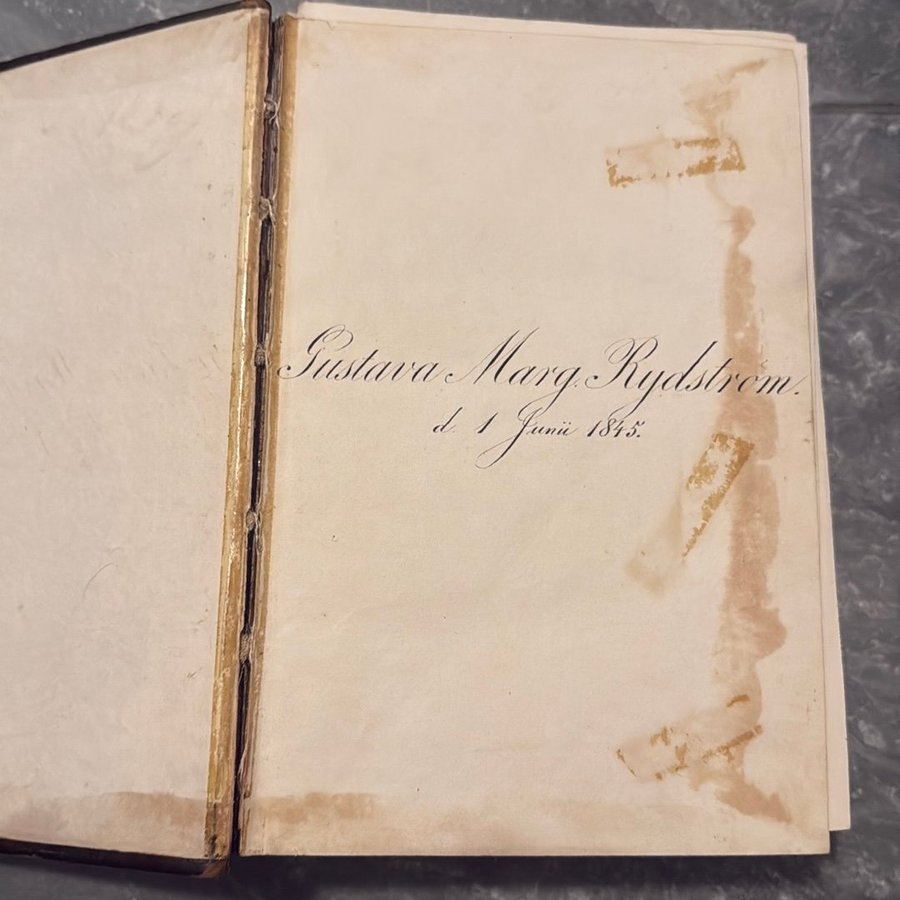 Gustava Marg. Rydström.
d. 1 Junii 1845.